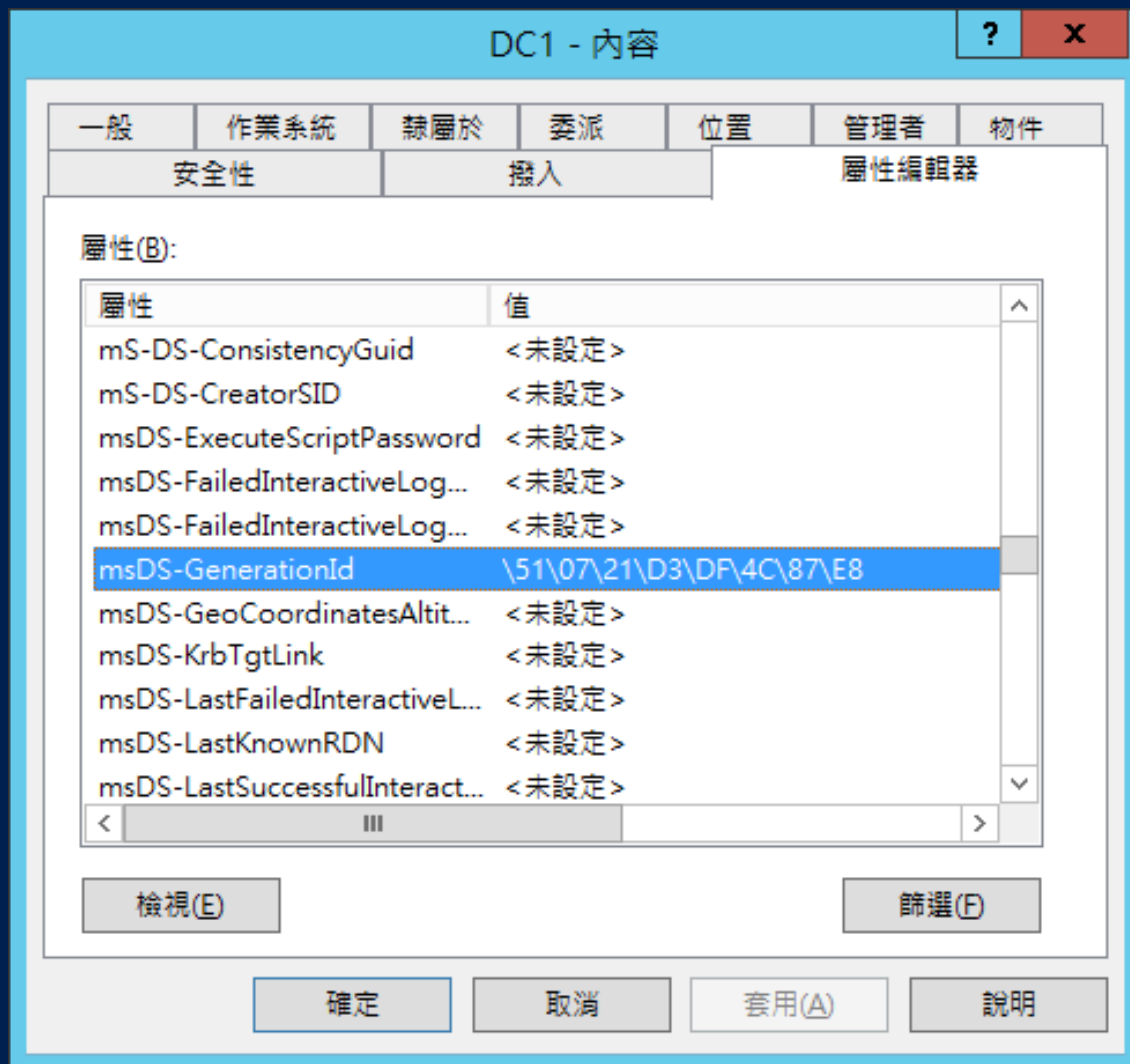 DC1 - 內容
?
x
一般 作業系統 隸屬於 委派 位置 管理者 物件
安全性 撥入 屬性編輯器
屬性(B):
屬性 值
mS-DS-ConsistencyGuid <未設定>
mS-DS-CreatorSID <未設定>
msDS-ExecuteScriptPassword <未設定>
msDS-FailedInteractiveLog... <未設定>
msDS-FailedInteractiveLog... <未設定>
msDS-GenerationId \51\07\21\D3\DF\4C\87\E8
msDS-GeoCoordinatesAltit... <未設定>
msDS-KrbTgtLink <未設定>
msDS-LastFailedInteractiveL... <未設定>
msDS-LastKnownRDN <未設定>
msDS-LastSuccessfulInteract... <未設定>
檢視(E) 篩選(F)
確定 取消 套用(A) 說明